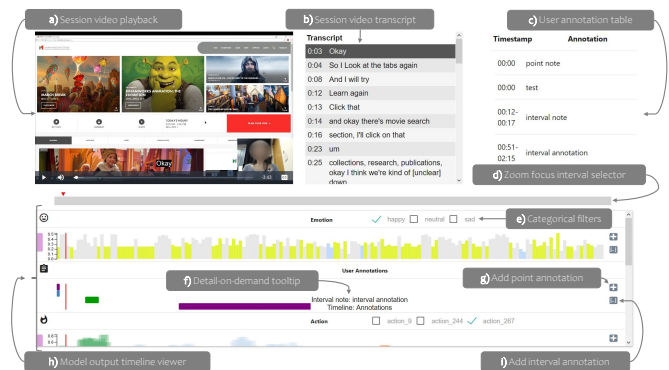 a) Session video playback
b) Session video transcript
c) User annotation table
Transcript
0:03 Okay
0:04 So I Look at the tabs again
0:08 And I will try
0:12 Learn again
0:13 Click that
0:14 and okay there's movie search
0:16 section, I'll click on that
0:23 um
0:25 collections, research, publications,
okay I think we're kind of [unclear]
down
Timestamp Annotation
00:00 point note
00:00 test
00:12-
00:17 interval note
00:51-
02:15 interval annotation
Okay
d) Zoom focus interval selector
Emotion happy neutral sad
e) Categorical filters
User Annotations
f) Detail-on-demand tooltip
g) Add point annotation
Interval note: interval annotation
Timeline: Annotations
Action action_9 action_244 action_267
h) Model output timeline viewer
i) Add interval annotation